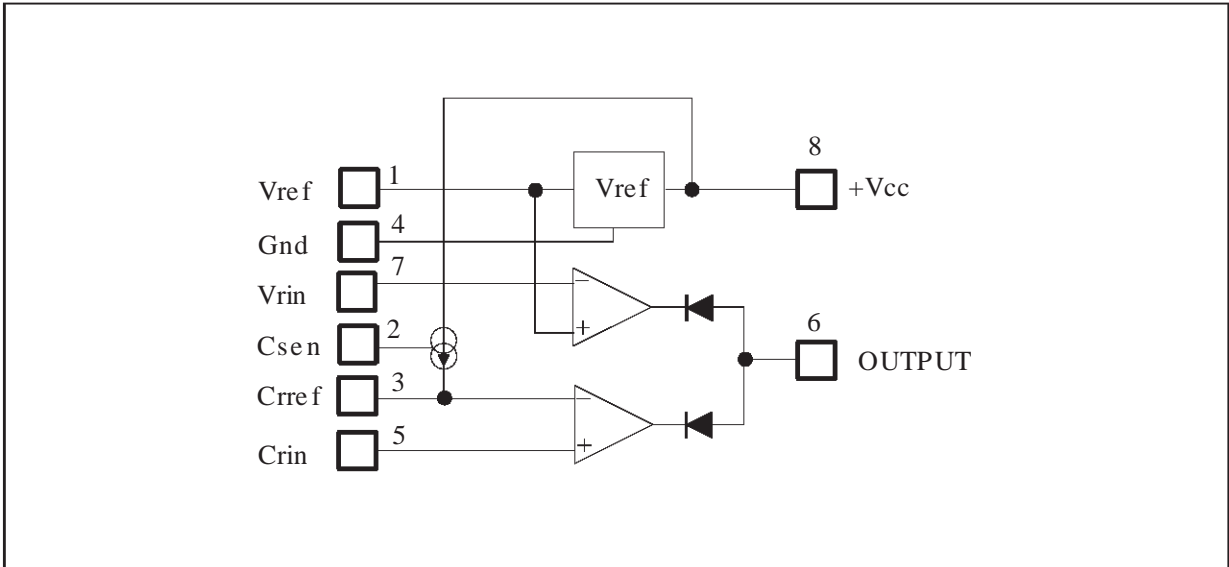 8
Vref 1 Vref +Vcc
Gnd 4
Vrin 7 −
+
Csen 2 6
OUTPUT
Crref 3 −
Crin 5 +